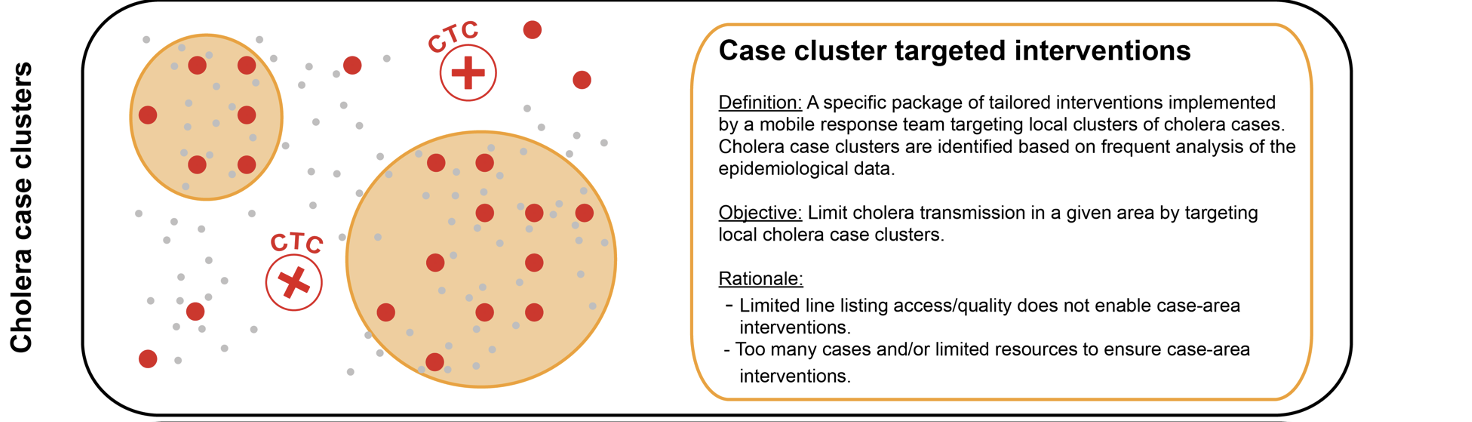 Cholera case clusters
CTC
CTC
Case cluster targeted interventions
Definition: A specific package of tailored interventions implemented
by a mobile response team targeting local clusters of cholera cases.
Cholera case clusters are identified based on frequent analysis of the
epidemiological data.
Objective: Limit cholera transmission in a given area by targeting
local cholera case clusters.
Rationale:
- Limited line listing access/quality does not enable case-area
interventions.
- Too many cases and/or limited resources to ensure case-area
interventions.